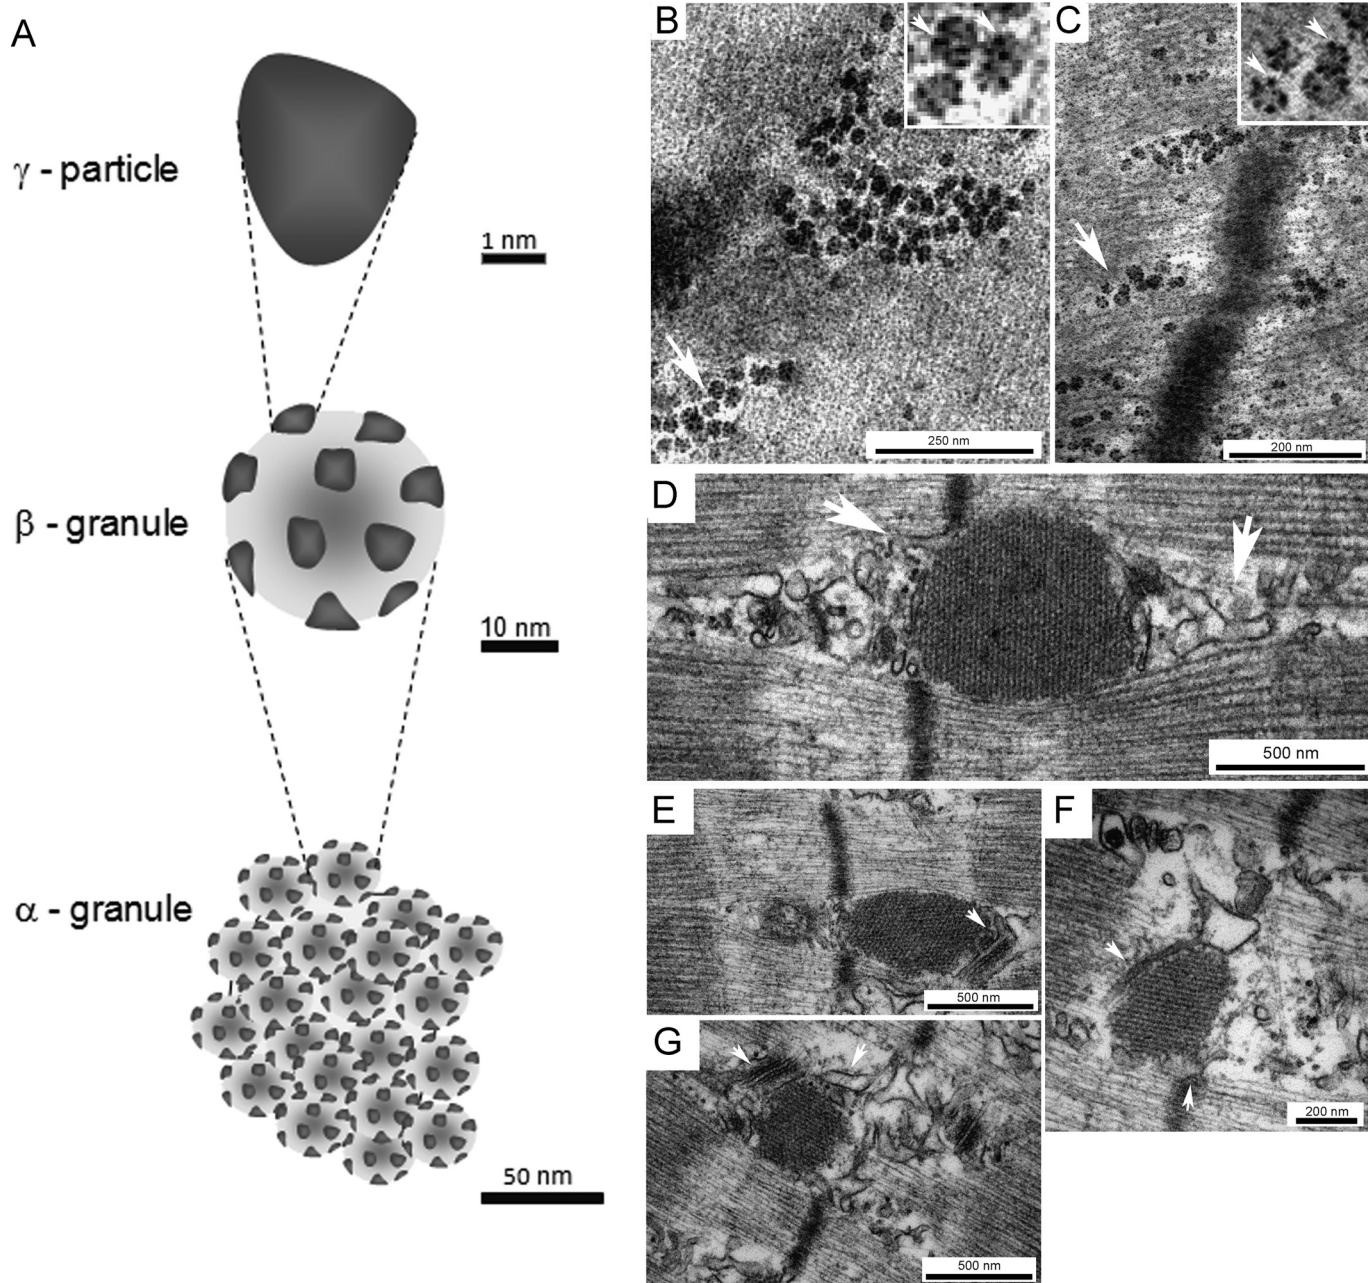 A
γ - particle
1 nm
β - granule
10 nm
α - granule
50 nm
B
250 nm
C
200 nm
D
500 nm
E
500 nm
F
200 nm
G
500 nm